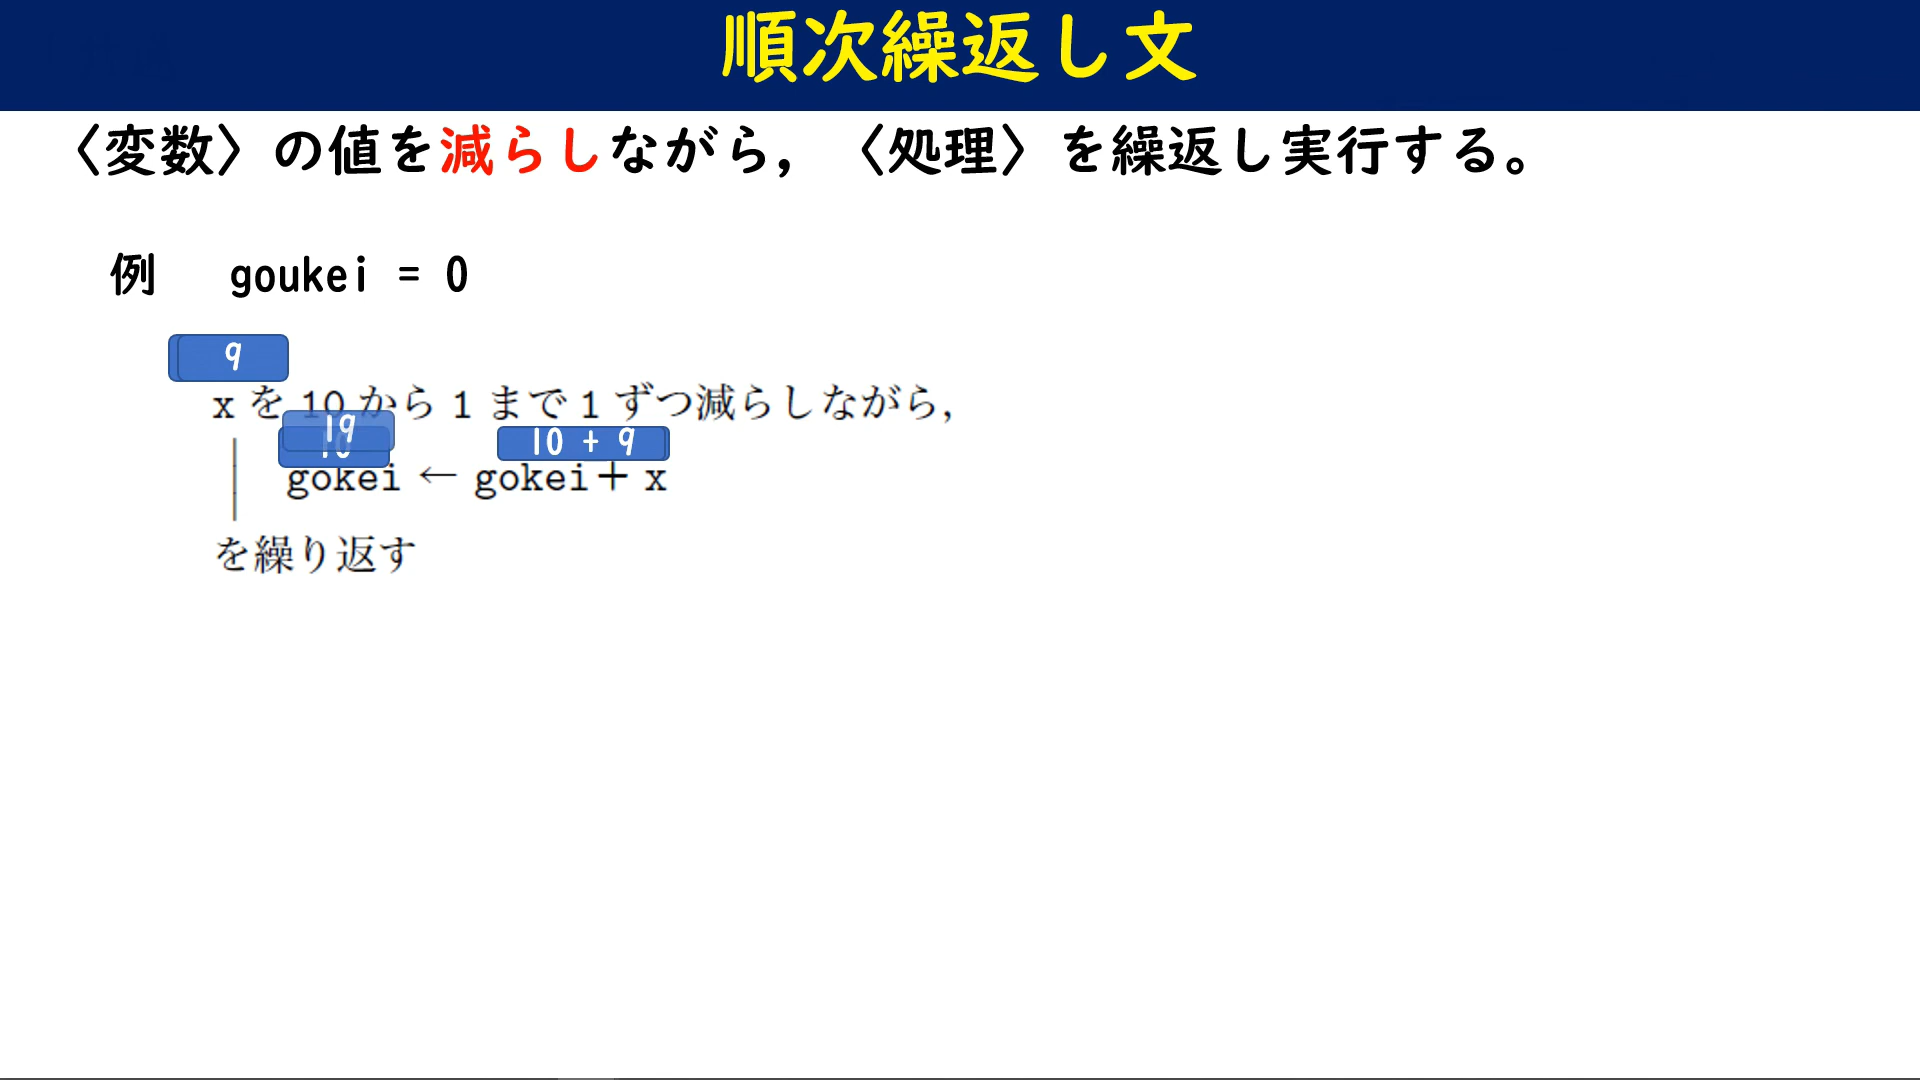 順次繰返し文
〈変数〉の値を減らしながら，〈処理〉を繰返し実行する。
例 goukei = 0
9
x を 10 から 1 まで 1 ずつ減らしながら,
19
10
10 + 9
gokei ← gokei＋ x
を繰り返す